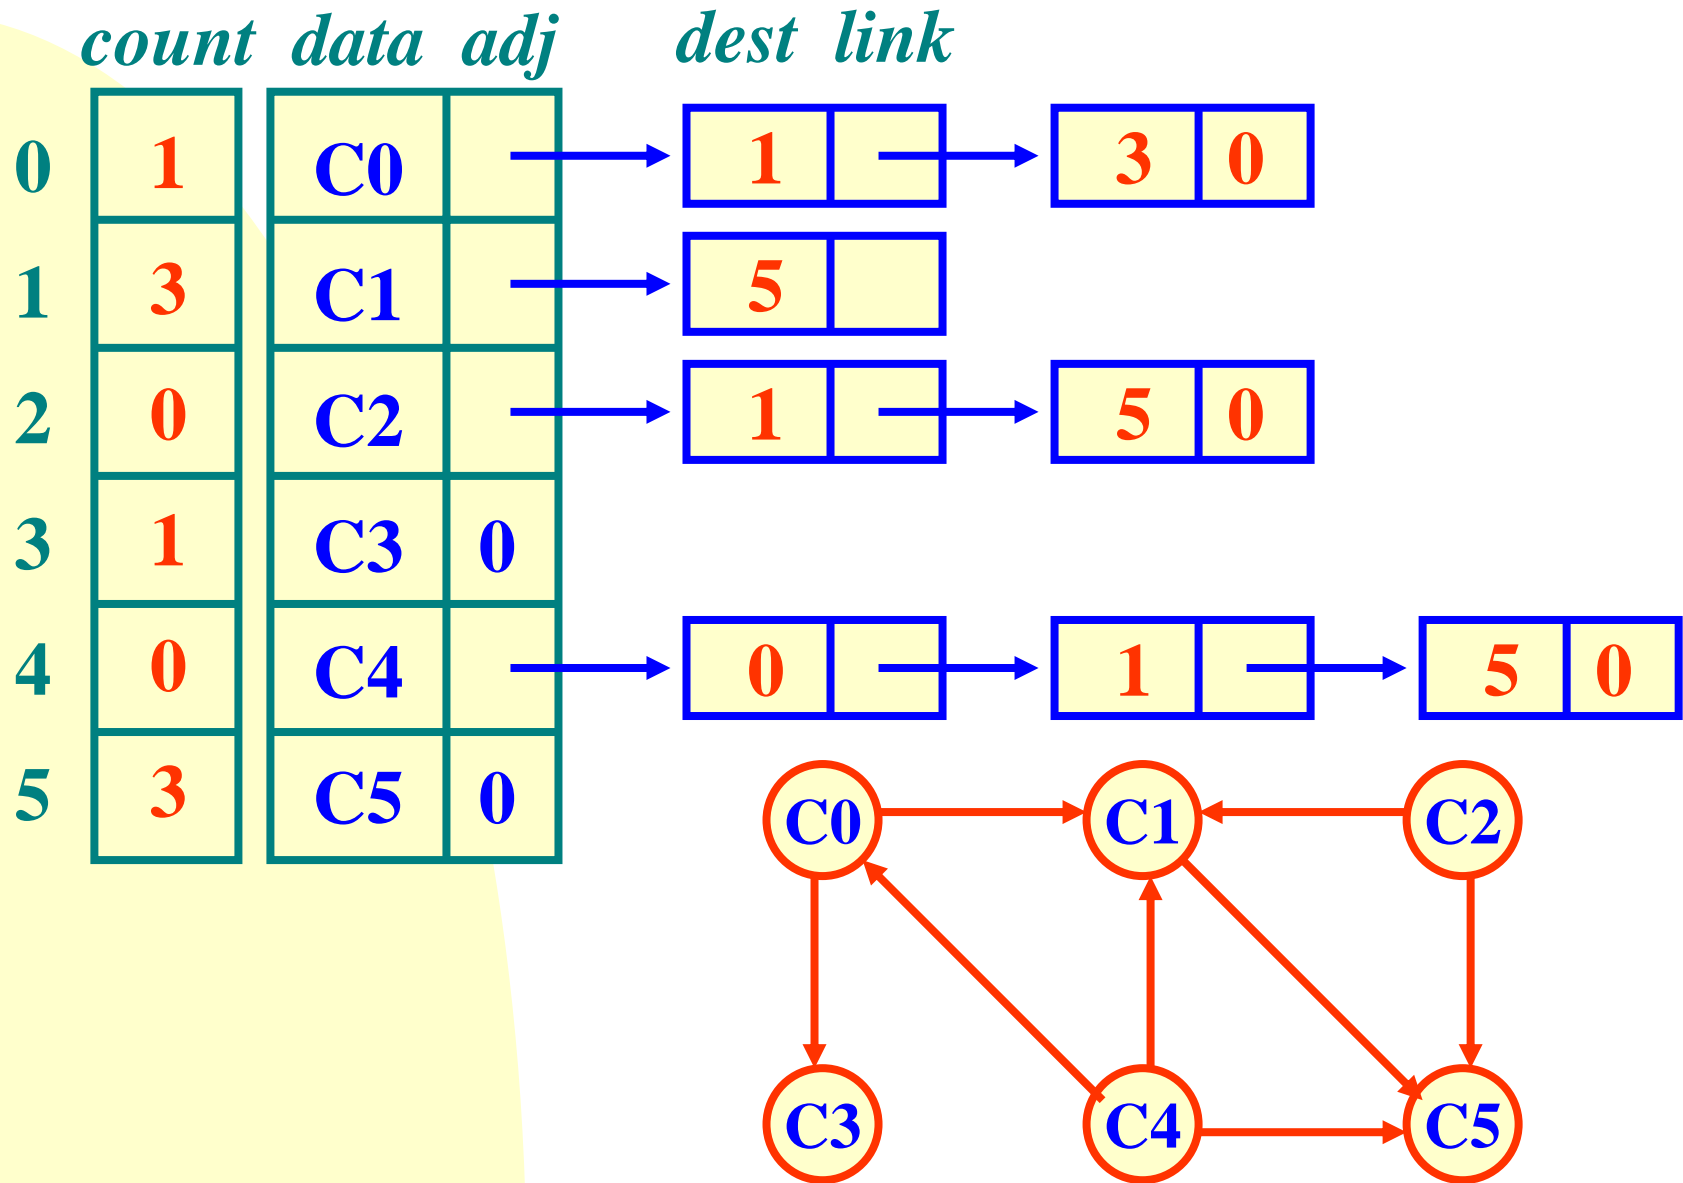 count data adj dest link
0 1 C0 1 3 0
1 3 C1 5
2 0 C2 1 5 0
3 1 C3 0
4 0 C4 0 1 5 0
5 3 C5 0
C0 C1 C2
C3 C4 C5